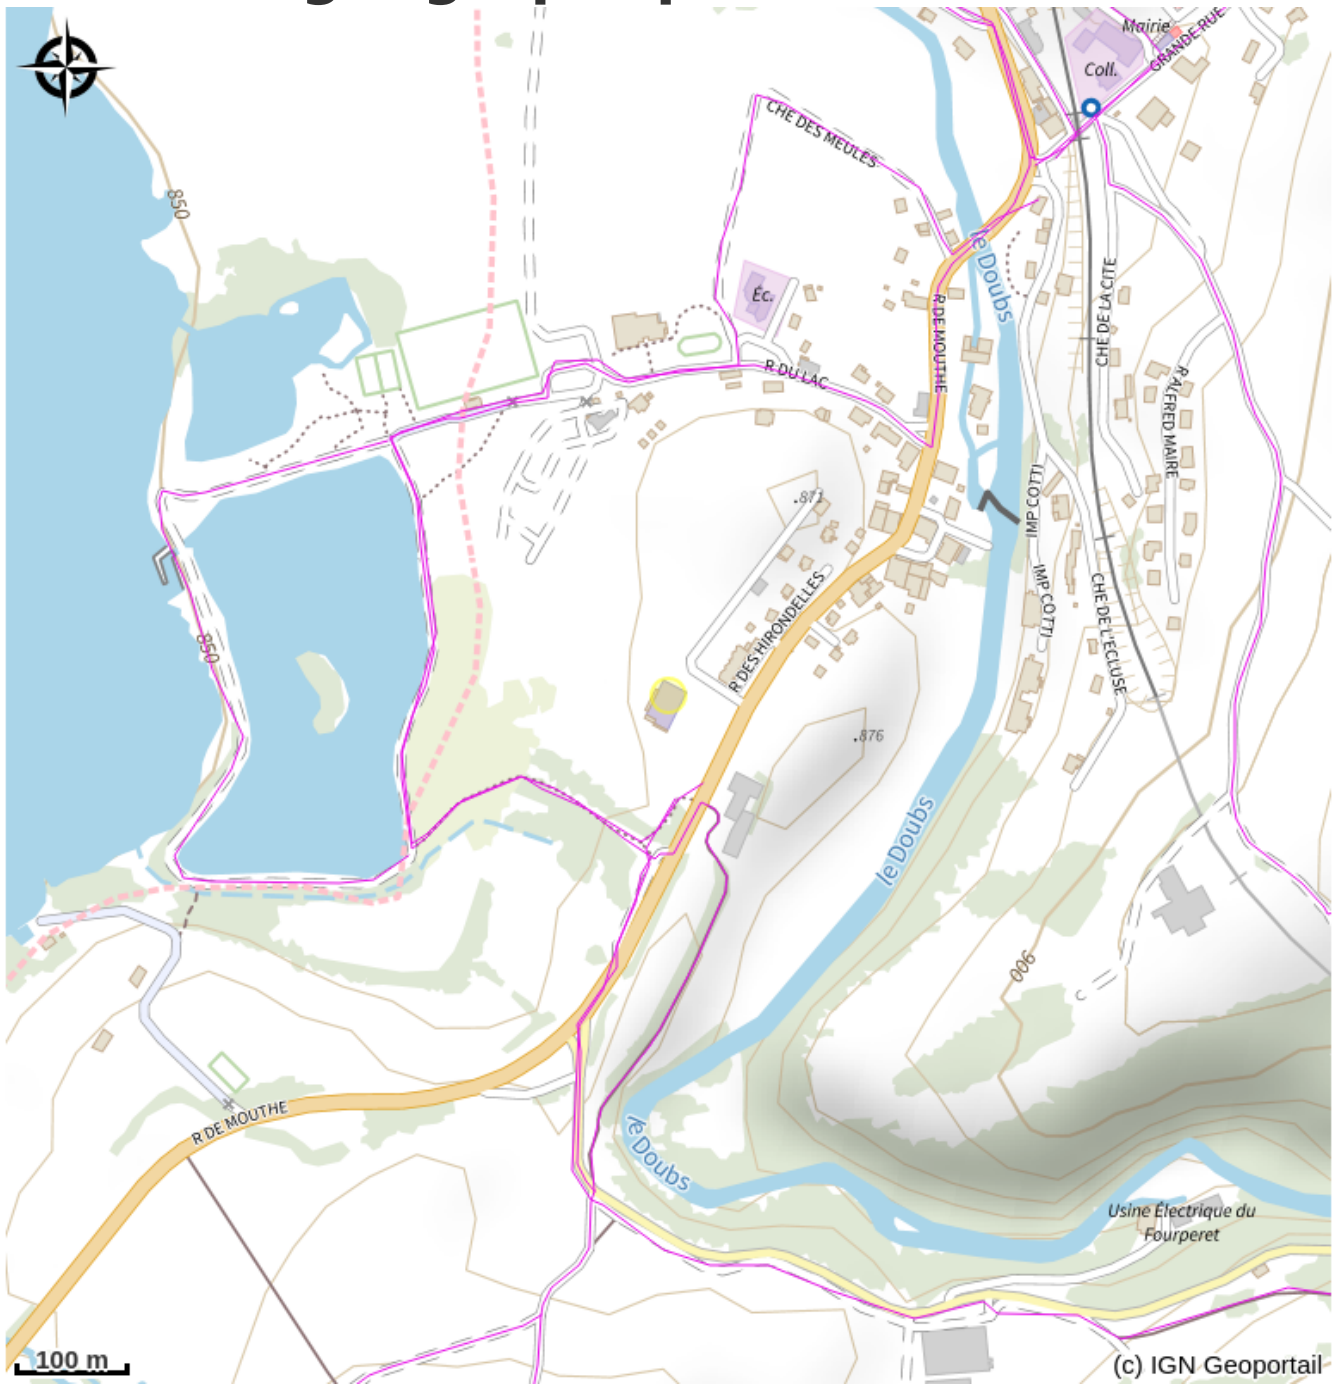 Mairie
GRANDE RUE
Coll.
CHE DES MEULES
850
le Doubs
Éc.
R DE MOUTHE
CHE DE LA CITE
R DU LAC
R ALFRED MAIRE
.871
IMP COTTI
IMP COTTI
R DES HIRONDELLES
CHE DE L'ECLUSE
850
.876
le Doubs
900
R DE MOUTHE
le Doubs
Usine Électrique du
Fourperet
100 m
(c) IGN Geoportail